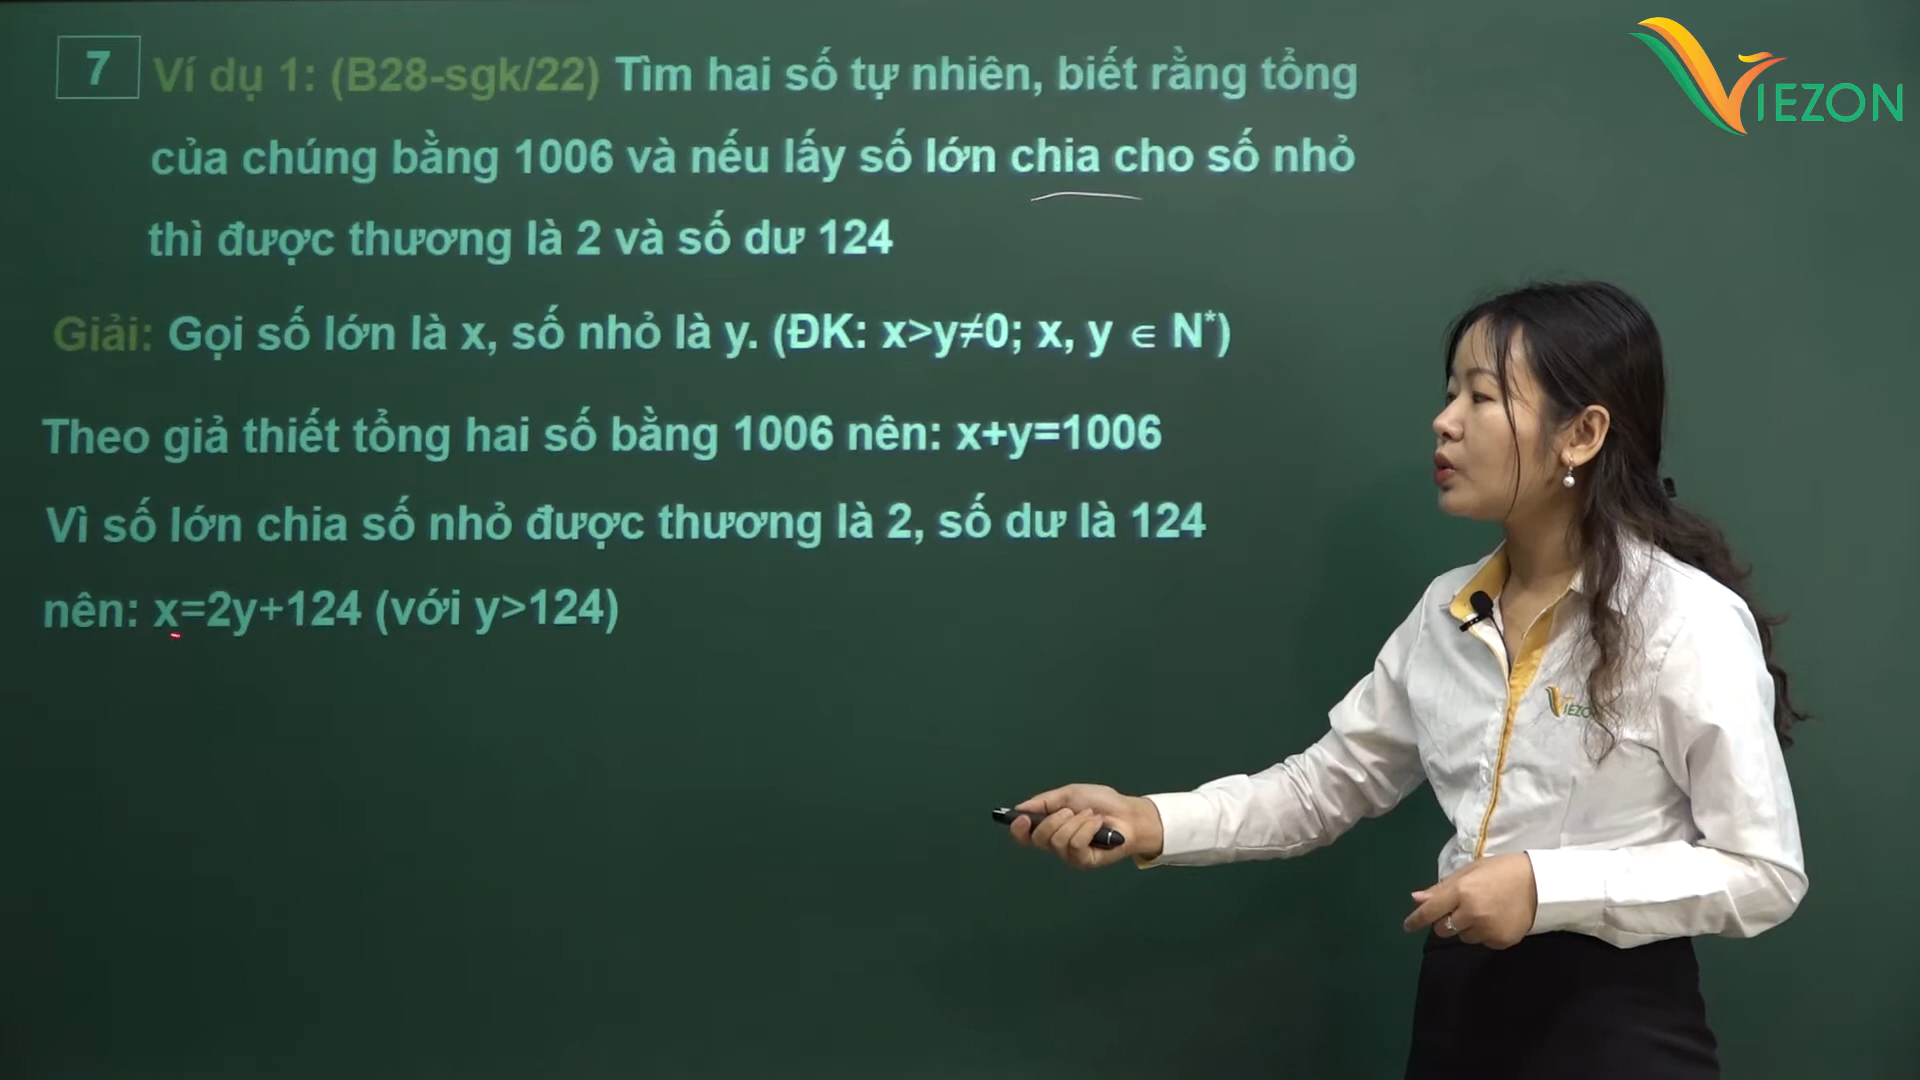 7
Ví dụ 1: (B28-sgk/22) Tìm hai số tự nhiên, biết rằng tổng
của chúng bằng 1006 và nếu lấy số lớn chia cho số nhỏ
thì được thương là 2 và số dư 124
Giải: Gọi số lớn là x, số nhỏ là y. (ĐK: x>y≠0; x, y ∈ N*)
Theo giả thiết tổng hai số bằng 1006 nên: x+y=1006
Vì số lớn chia số nhỏ được thương là 2, số dư là 124
nên: x=2y+124 (với y>124)
VIEZON
VIEZON